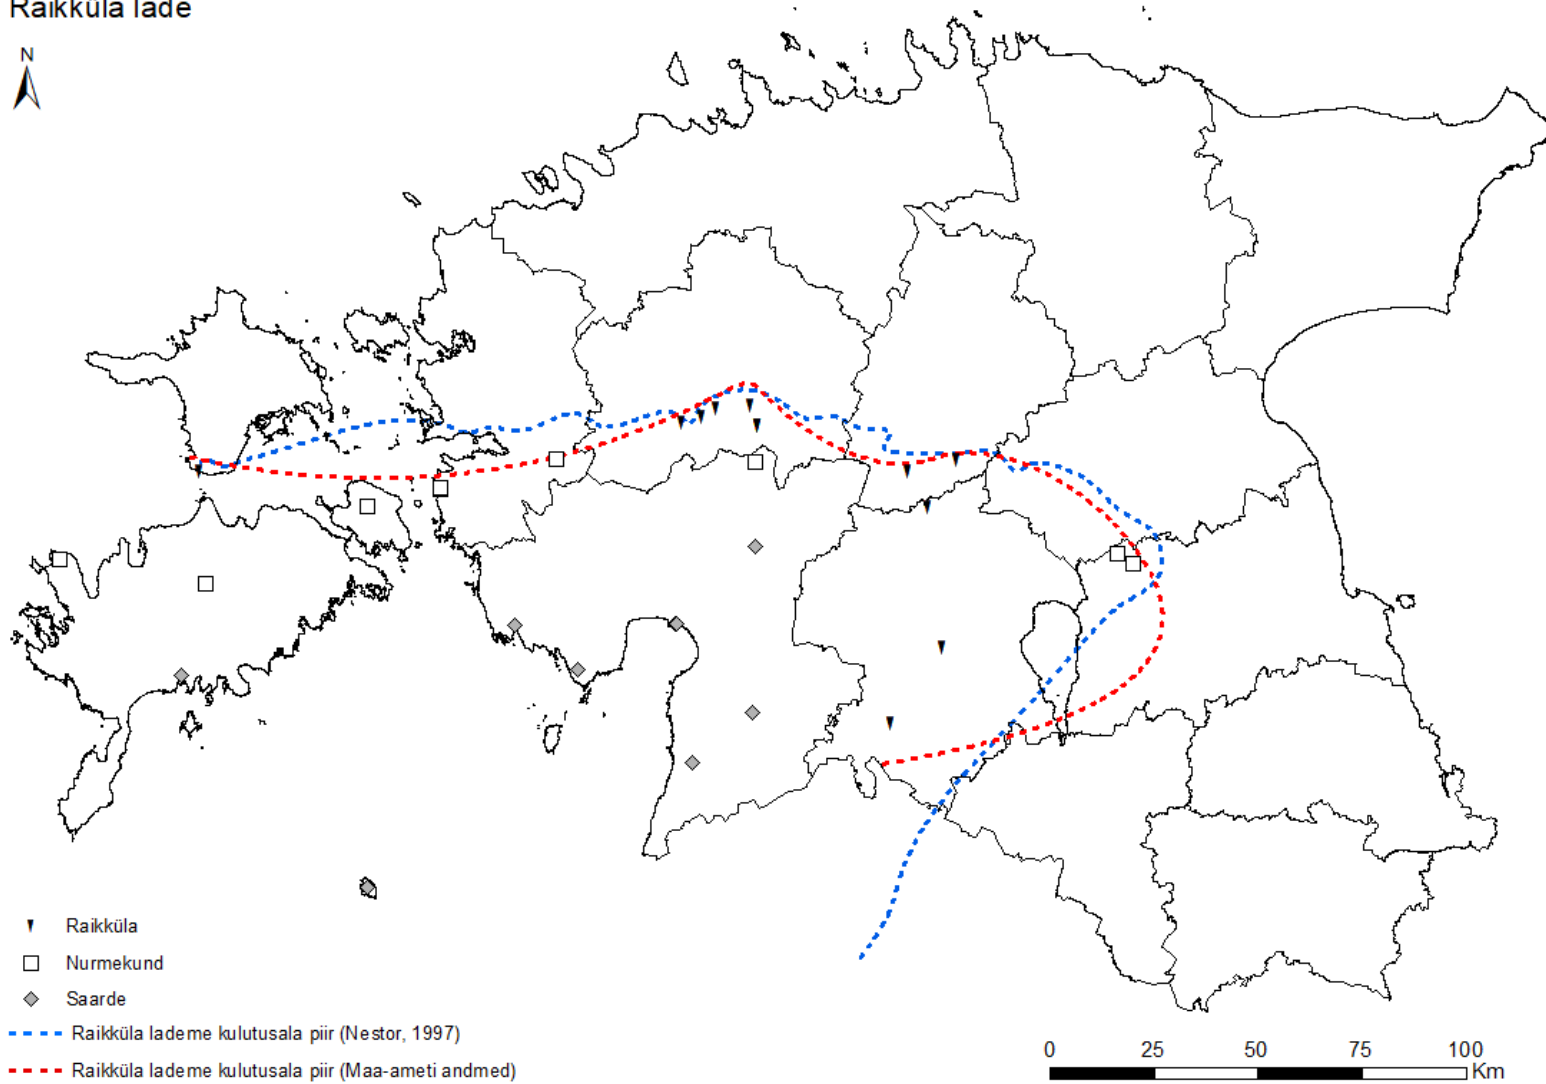 Raikküla lade
N
Raikküla
Nurmekund
Saarde
Raikküla lademe kulutusala piir (Nestor, 1997)
Raikküla lademe kulutusala piir (Maa-ameti andmed)
0 25 50 75 100
Km